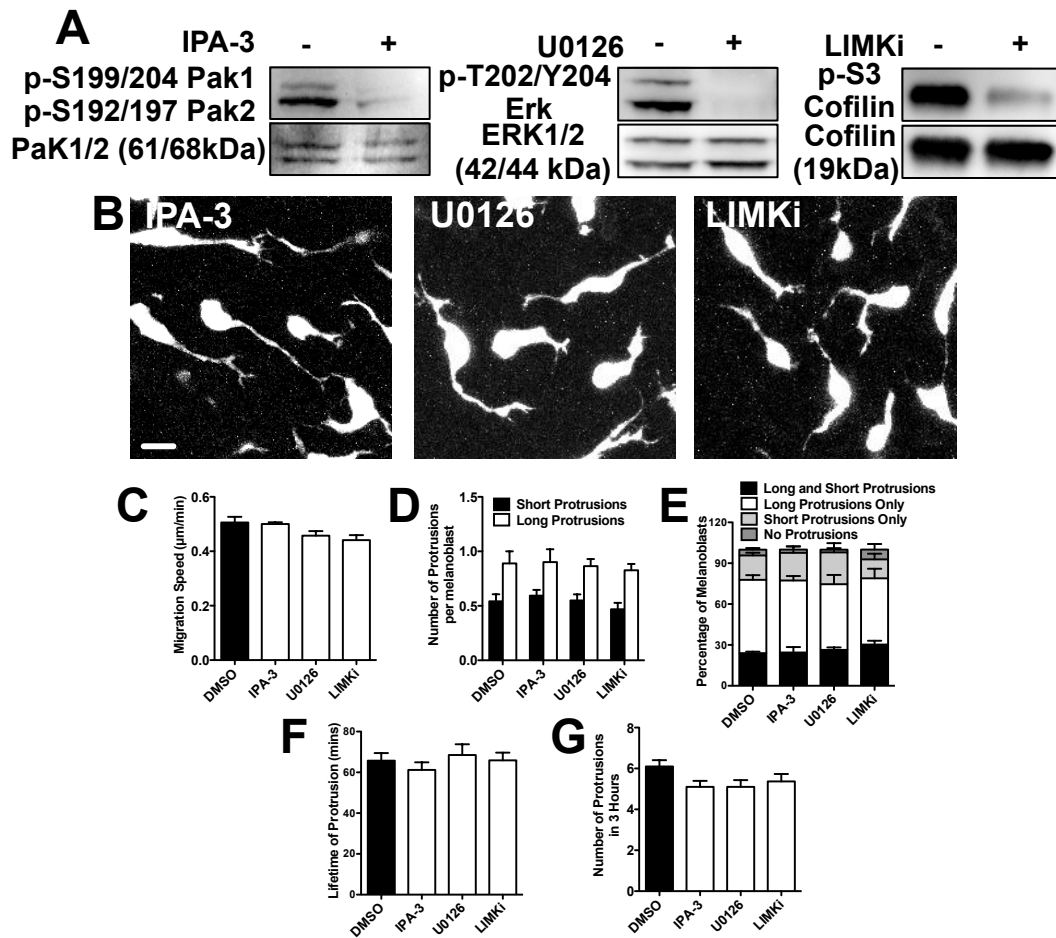 A
IPA-3 - +
p-S199/204 Pak1
p-S192/197 Pak2
PaK1/2 (61/68kDa)
U0126 - +
p-T202/Y204
Erk
ERK1/2
(42/44 kDa)
LIMKi - +
p-S3
Cofilin
Cofilin
(19kDa)
B
IPA-3
U0126
LIMKi
C
Migration Speed (µm/min)
0.6
0.4
0.2
0.0
DMSO
IPA-3
U0126
LIMKi
D
Short Protrusions
Long Protrusions
Number of Protrusions
per melanoblast
1.5
1.0
0.5
0.0
DMSO
IPA-3
U0126
LIMKi
E
Long and Short Protrusions
Long Protrusions Only
Short Protrusions Only
No Protrusions
Percentage of Melanoblasts
120
90
60
30
0
DMSO
IPA-3
U0126
LIMKi
F
Lifetime of Protrusion (mins)
80
60
40
20
0
DMSO
IPA-3
U0126
LIMKi
G
Number of Protrusions
in 3 Hours
8
6
4
2
0
DMSO
IPA-3
U0126
LIMKi